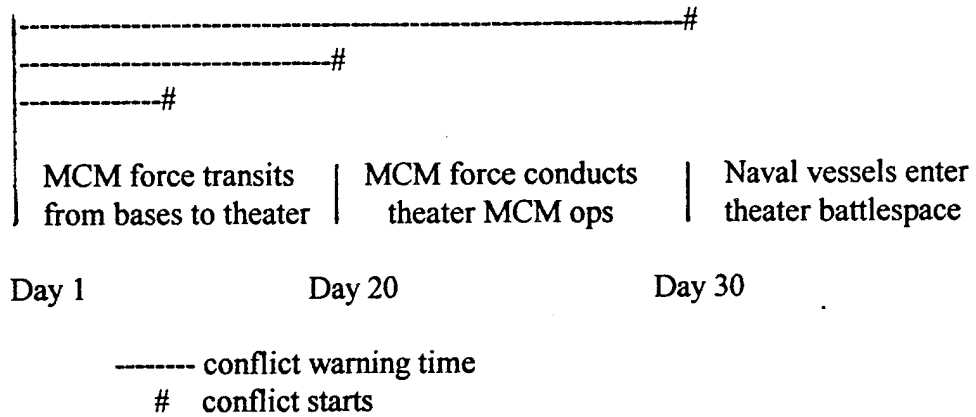 --------------------------------------------------------#
---------------------------#
------------#
MCM force transits | MCM force conducts | Naval vessels enter
from bases to theater | theater MCM ops | theater battlespace
Day 1 Day 20 Day 30
-------- conflict warning time
# conflict starts